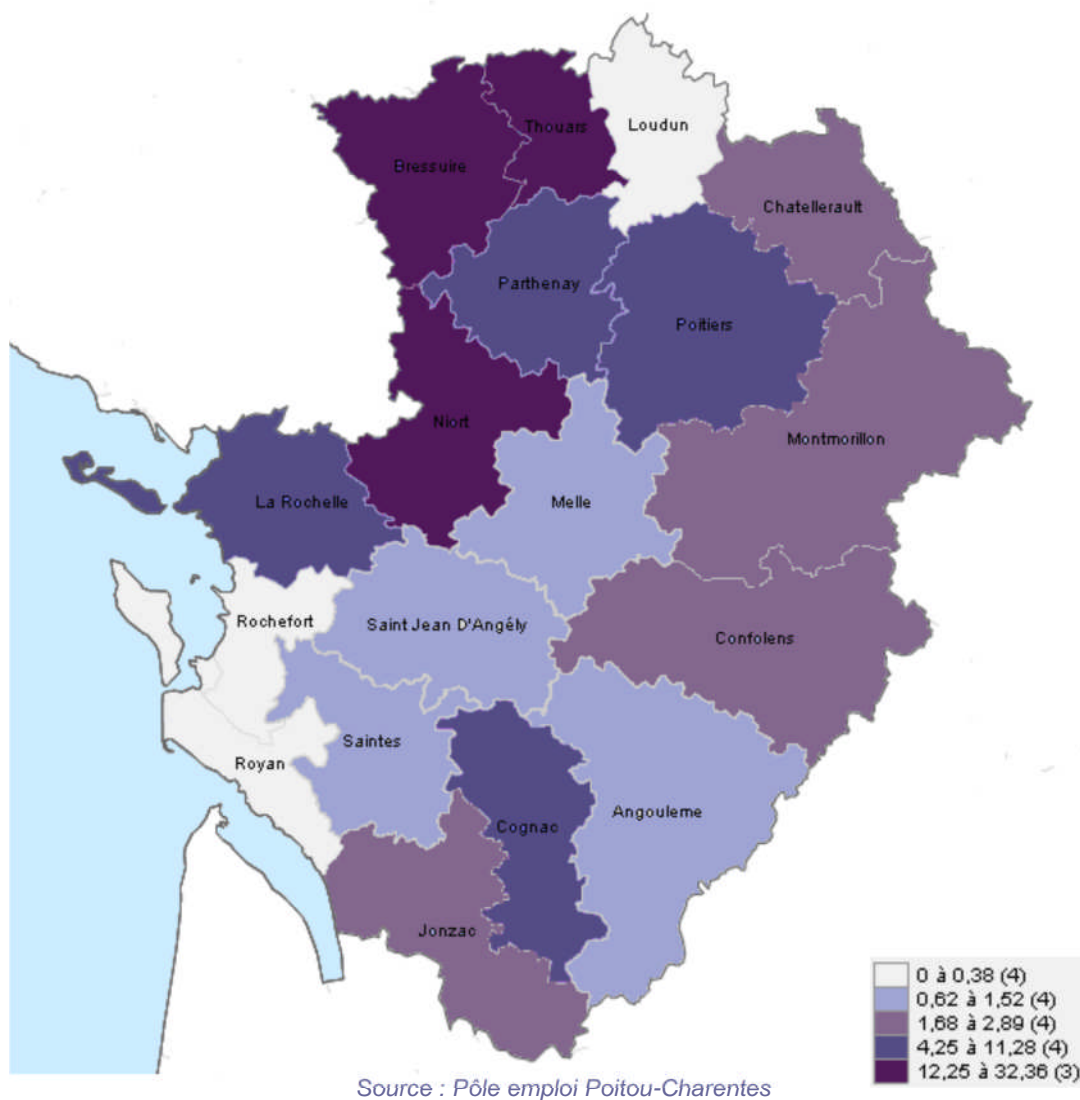 Thouars
Loudun
Bressuire
Chatellerault
Parthenay
Poitiers
Niort
Montmorillon
La Rochelle
Melle
Rochefort
Saint Jean D'Angély
Confolens
Saintes
Royan
Angouleme
Cognac
Jonzac
0 à 0,38 (4)
0,62 à 1,52 (4)
1,68 à 2,89 (4)
4,25 à 11,28 (4)
12,25 à 32,36 (3)
Source : Pôle emploi Poitou-Charentes